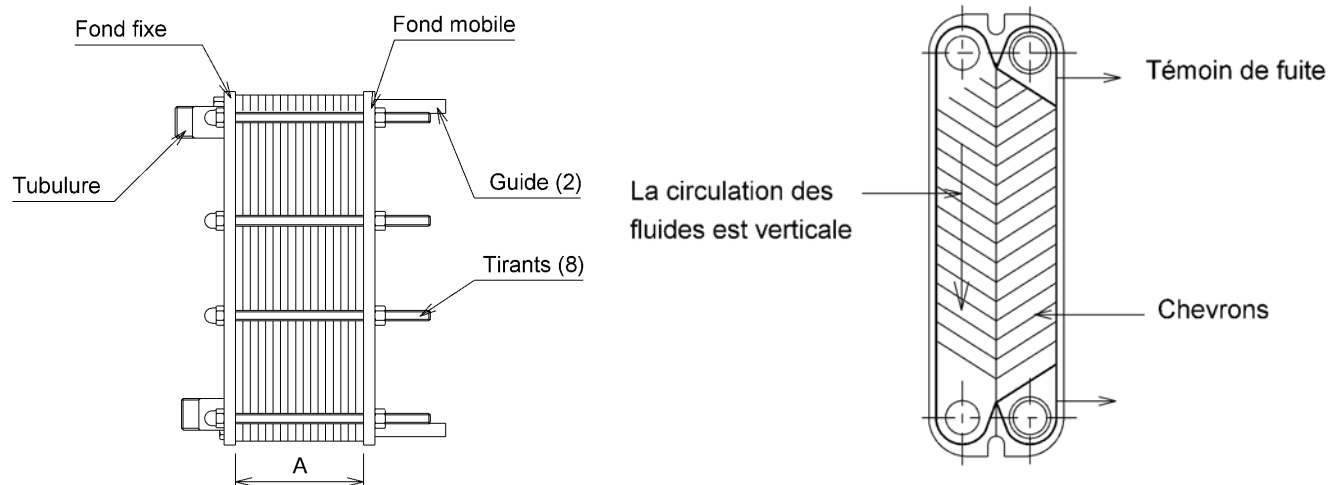 Fond fixe
Fond mobile
Tubulure
Guide (2)
Tirants (8)
A
Témoin de fuite
La circulation des
fluides est verticale
Chevrons